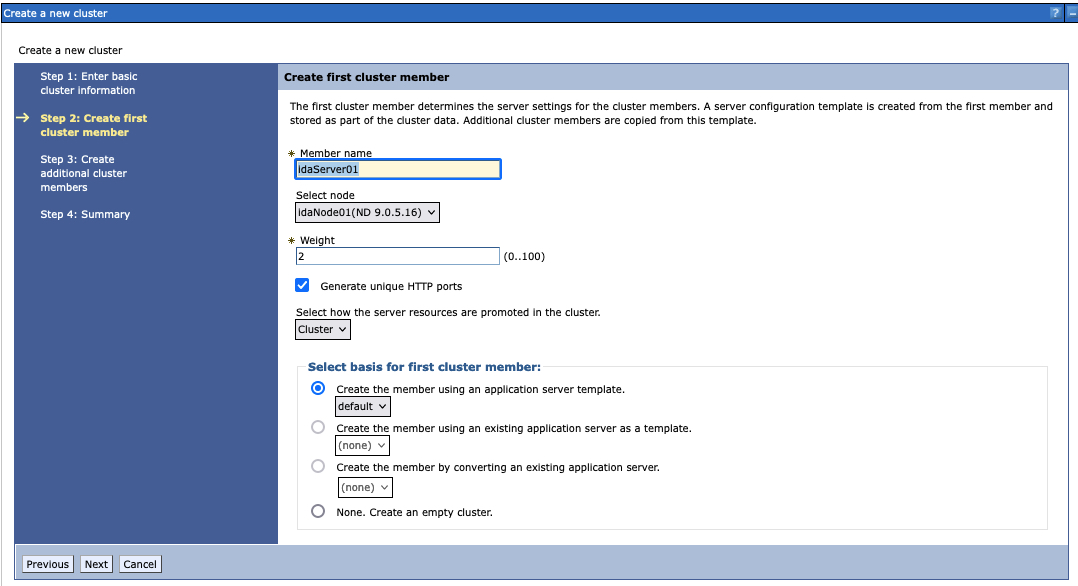 Create a new cluster
?
Create a new cluster
Step 1: Enter basic
cluster information
Step 2: Create first
cluster member
Step 3: Create
additional cluster
members
Step 4: Summary
Create first cluster member
The first cluster member determines the server settings for the cluster members. A server configuration template is created from the first member and
stored as part of the cluster data. Additional cluster members are copied from this template.
* Member name
idaServer01
Select node
idaNode01(ND 9.0.5.16)
* Weight
2 (0..100)
Generate unique HTTP ports
Select how the server resources are promoted in the cluster.
Cluster
Select basis for first cluster member:
Create the member using an application server template.
default
Create the member using an existing application server as a template.
(none)
Create the member by converting an existing application server.
(none)
None. Create an empty cluster.
Previous Next Cancel